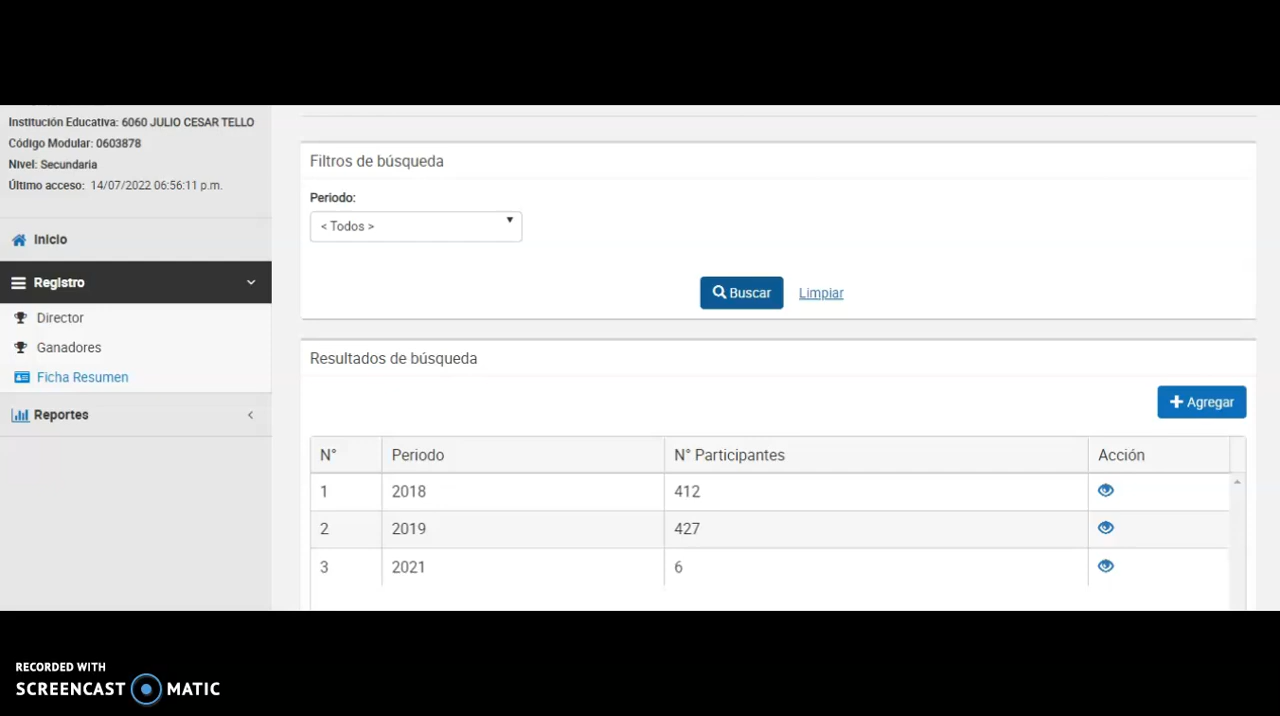 Institución Educativa: 6060 JULIO CESAR TELLO
Código Modular: 0603878
Nivel: Secundaria
Último acceso: 14/07/2022 06:56:11 p.m.
Inicio
Registro
Director
Ganadores
Ficha Resumen
Reportes
Filtros de búsqueda
Periodo:
< Todos >
Buscar Limpiar
Resultados de búsqueda
Agregar
N° Periodo N° Participantes Acción
1 2018 412
2 2019 427
3 2021 6
RECORDED WITH
SCREENCAST MATIC